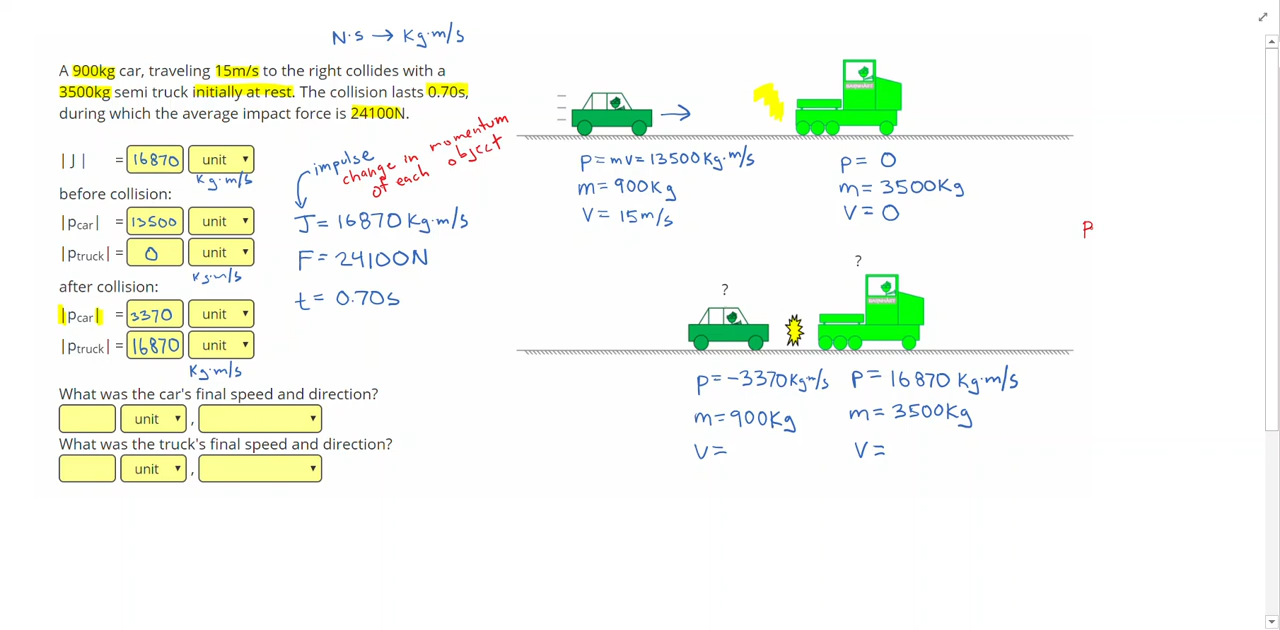 N·s → Kg·m/s
A 900kg car, traveling 15m/s to the right collides with a
3500kg semi truck initially at rest. The collision lasts 0.70s,
during which the average impact force is 24100N.
|J| = 16870 unit
Kg·m/s
before collision:
|pcar| = 13500 unit
|ptruck| = 0 unit
Kg·m/s
after collision:
|pcar| = 3370 unit
|ptruck| = 16870 unit
Kg·m/s
What was the car's final speed and direction?
unit ,
What was the truck's final speed and direction?
unit ,
impulse
change in momentum
of each object
J = 16870 Kg·m/s
F = 24100N
t = 0.70s
P = mV = 13500 Kg·m/s
m = 900Kg
V = 15m/s
P = 0
m = 3500Kg
V = 0
P
?
?
P = -3370Kg·m/s
m = 900Kg
V =
P = 16870 Kg·m/s
m = 3500Kg
V =